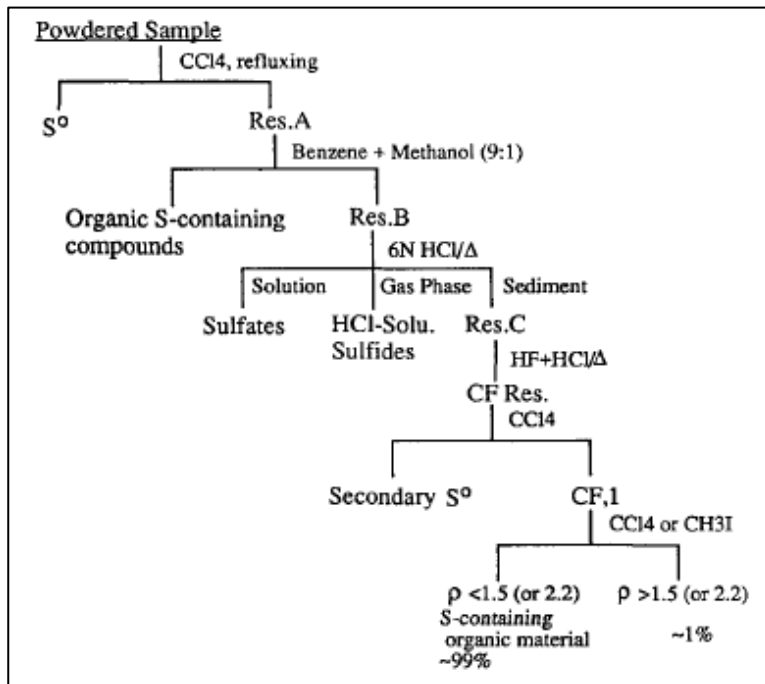 Powdered Sample
CCl4, refluxing
S°
Res.A
Benzene + Methanol (9:1)
Organic S-containing
compounds
Res.B
6N HCl/Δ
Solution
Gas Phase
Sediment
Sulfates
HCl-Solu.
Sulfides
Res.C
HF+HCl/Δ
CF Res.
CCl4
Secondary S°
CF,1
CCl4 or CH3I
ρ <1.5 (or 2.2)
ρ >1.5 (or 2.2)
S-containing
organic material
~99%
~1%